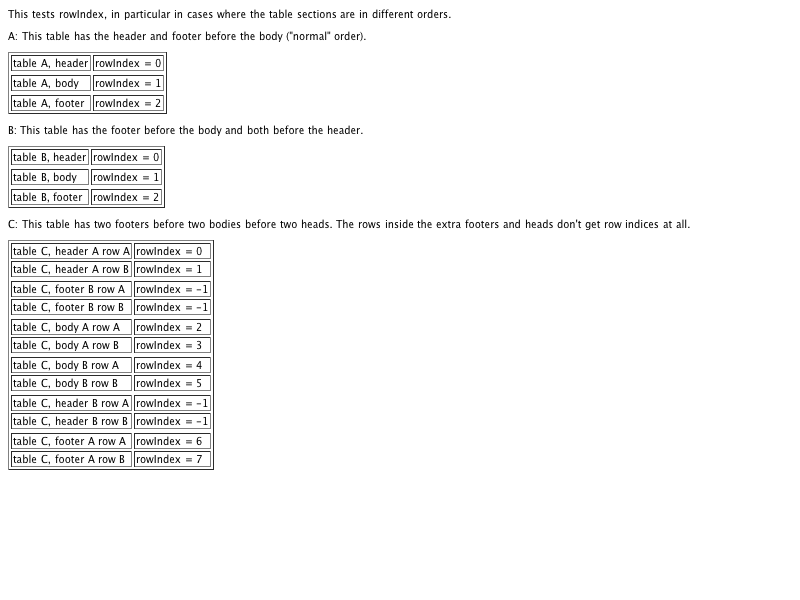 This tests rowIndex, in particular in cases where the table sections are in different orders.
A: This table has the header and footer before the body ("normal" order).
table A, header rowIndex = 0
table A, body rowIndex = 1
table A, footer rowIndex = 2
B: This table has the footer before the body and both before the header.
table B, header rowIndex = 0
table B, body rowIndex = 1
table B, footer rowIndex = 2
C: This table has two footers before two bodies before two heads. The rows inside the extra footers and heads don't get row indices at all.
table C, header A row A rowIndex = 0
table C, header A row B rowIndex = 1
table C, footer B row A rowIndex = -1
table C, footer B row B rowIndex = -1
table C, body A row A rowIndex = 2
table C, body A row B rowIndex = 3
table C, body B row A rowIndex = 4
table C, body B row B rowIndex = 5
table C, header B row A rowIndex = -1
table C, header B row B rowIndex = -1
table C, footer A row A rowIndex = 6
table C, footer A row B rowIndex = 7